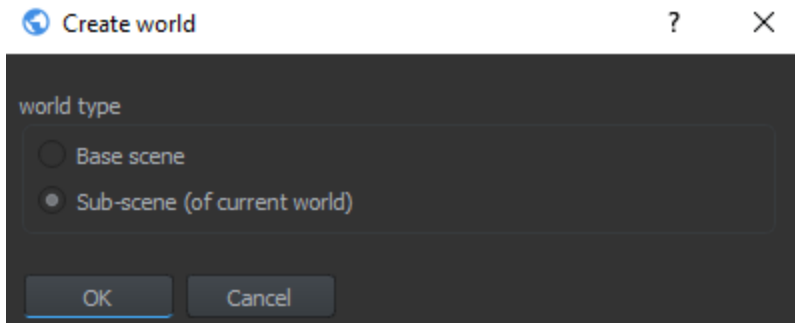 Create world ? ×
world type
Base scene
Sub-scene (of current world)
OK Cancel